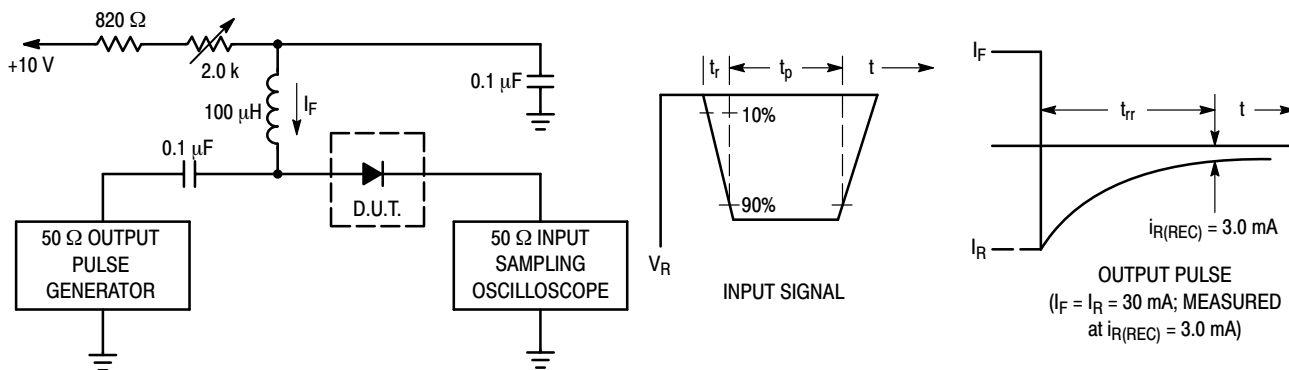 820 Ω
+10 V
2.0 k
100 µH
I_F
0.1 µF
0.1 µF
D.U.T.
50 Ω OUTPUT
PULSE
GENERATOR
50 Ω INPUT
SAMPLING
OSCILLOSCOPE
t_r
t_p
t
10%
90%
V_R
INPUT SIGNAL
I_F
t_rr
t
I_R
i_R(REC) = 3.0 mA
OUTPUT PULSE
(I_F = I_R = 30 mA; MEASURED
at i_R(REC) = 3.0 mA)